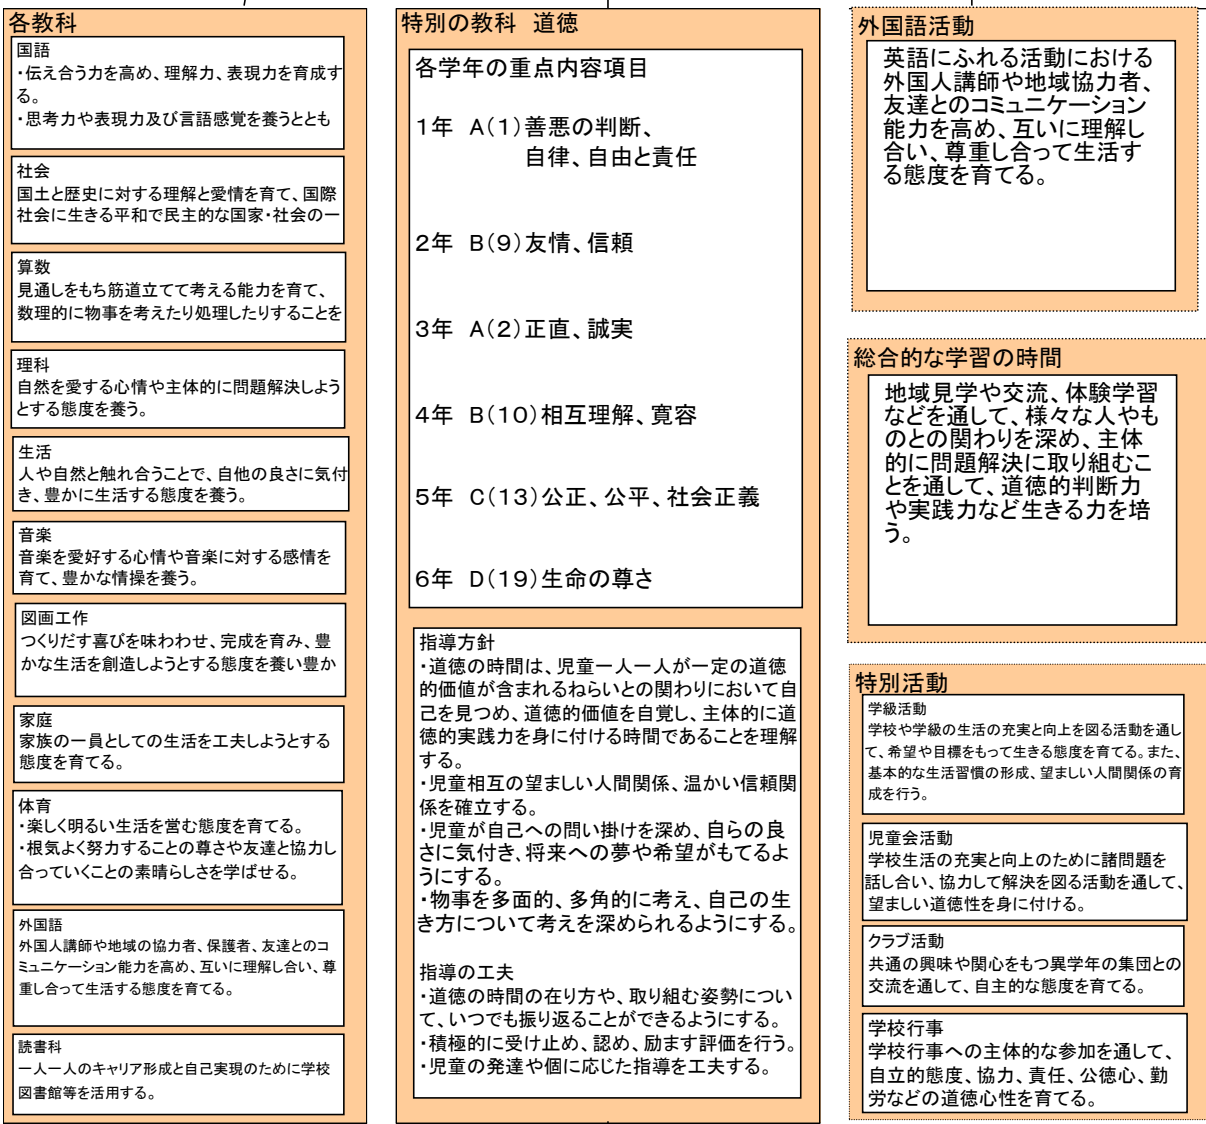 各教科
国語
・伝え合う力を高め、理解力、表現力を育成す
る。
・思考力や表現力及び言語感覚を養うととも
社会
国土と歴史に対する理解と愛情を育て、国際
社会に生きる平和で民主的な国家・社会の一
算数
見通しをもち筋道立てて考える能力を育て、
数理的に物事を考えたり処理したりすることを
理科
自然を愛する心情や主体的に問題解決しよう
とする態度を養う。
生活
人や自然と触れ合うことで、自他の良さに気付
き、豊かに生活する態度を養う。
音楽
音楽を愛好する心情や音楽に対する感情を
育て、豊かな情操を養う。
図画工作
つくりだす喜びを味わわせ、完成を育み、豊
かな生活を創造しようとする態度を養い豊か
家庭
家族の一員としての生活を工夫しようとする
態度を育てる。
体育
・楽しく明るい生活を営む態度を育てる。
・根気よく努力することの尊さや友達と協力し
合っていくことの素晴らしさを学ばせる。
外国語
外国人講師や地域の協力者、保護者、友達とのコ
ミュニケーション能力を高め、互いに理解し合い、尊
重し合って生活する態度を育てる。
読書科
一人一人のキャリア形成と自己実現のために学校
図書館等を活用する。
特別の教科　道徳
各学年の重点内容項目
1年　A(1)善悪の判断、
自律、自由と責任
2年　B(9)友情、信頼
3年　A(2)正直、誠実
4年　B(10)相互理解、寛容
5年　C(13)公正、公平、社会正義
6年　D(19)生命の尊さ
指導方針
・道徳の時間は、児童一人一人が一定の道徳
的価値が含まれるねらいとの関わりにおいて自
己を見つめ、道徳的価値を自覚し、主体的に道
徳的実践力を身に付ける時間であることを理解
する。
・児童相互の望ましい人間関係、温かい信頼関
係を確立する。
・児童が自己への問い掛けを深め、自らの良
さに気付き、将来への夢や希望がもてるよ
うにする。
・物事を多面的、多角的に考え、自己の生
き方について考えを深められるようにする。
指導の工夫
・道徳の時間の在り方や、取り組む姿勢につい
て、いつでも振り返ることができるようにする。
・積極的に受け止め、認め、励ます評価を行う。
・児童の発達や個に応じた指導を工夫する。
外国語活動
英語にふれる活動における
外国人講師や地域協力者、
友達とのコミュニケーション
能力を高め、互いに理解し
合い、尊重し合って生活す
る態度を育てる。
総合的な学習の時間
地域見学や交流、体験学習
などを通して、様々な人やも
のとの関わりを深め、主体
的に問題解決に取り組むこ
とを通して、道徳的判断力
や実践力など生きる力を培
う。
特別活動
学級活動
学校や学級の生活の充実と向上を図る活動を通し
て、希望や目標をもって生きる態度を育てる。また、
基本的な生活習慣の形成、望ましい人間関係の育
成を行う。
児童会活動
学校生活の充実と向上のために諸問題を
話し合い、協力して解決を図る活動を通して、
望ましい道徳性を身に付ける。
クラブ活動
共通の興味や関心をもつ異学年の集団との
交流を通して、自主的な態度を育てる。
学校行事
学校行事への主体的な参加を通して、
自立的態度、協力、責任、公徳心、勤
労などの道徳心性を育てる。